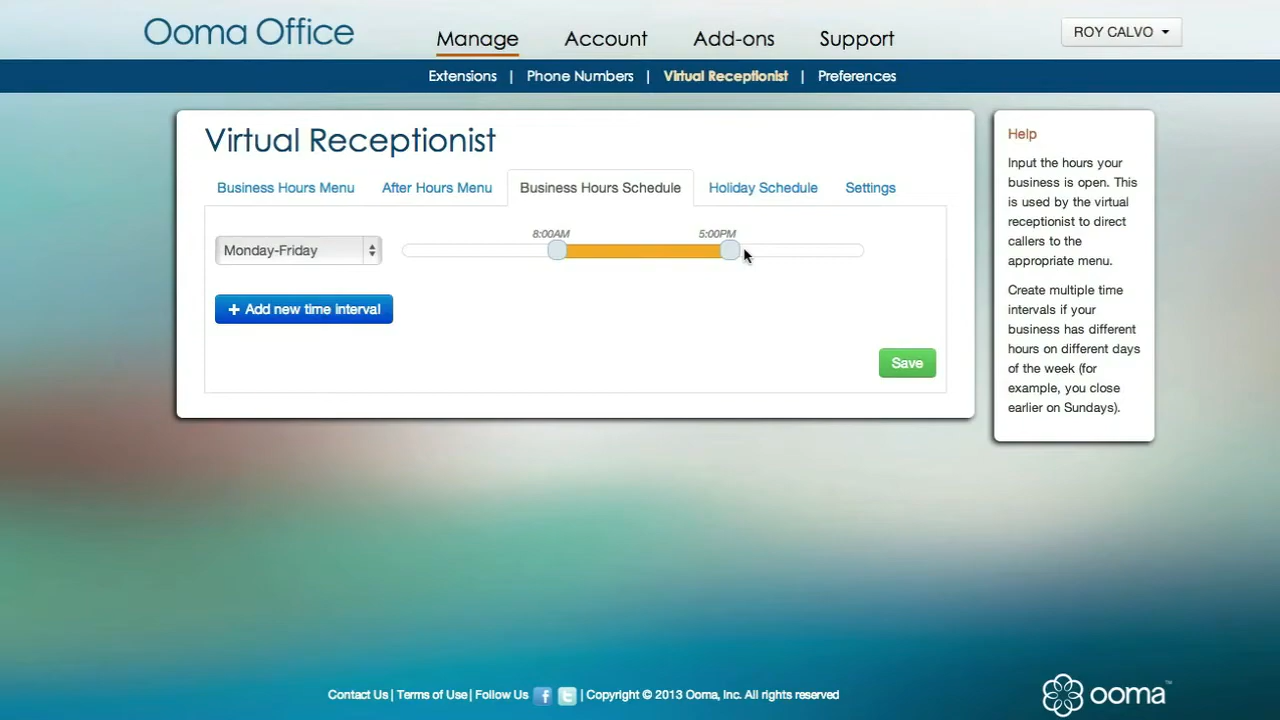 Ooma Office
Manage Account Add-ons Support
ROY CALVO
Extensions | Phone Numbers | Virtual Receptionist | Preferences
Virtual Receptionist
Business Hours Menu After Hours Menu Business Hours Schedule Holiday Schedule Settings
8:00AM 5:00PM
Monday-Friday
+ Add new time interval
Save
Help
Input the hours your
business is open. This
is used by the virtual
receptionist to direct
callers to the
appropriate menu.
Create multiple time
intervals if your
business has different
hours on different days
of the week (for
example, you close
earlier on Sundays).
Contact Us | Terms of Use | Follow Us f t | Copyright © 2013 Ooma, Inc. All rights reserved
ooma™